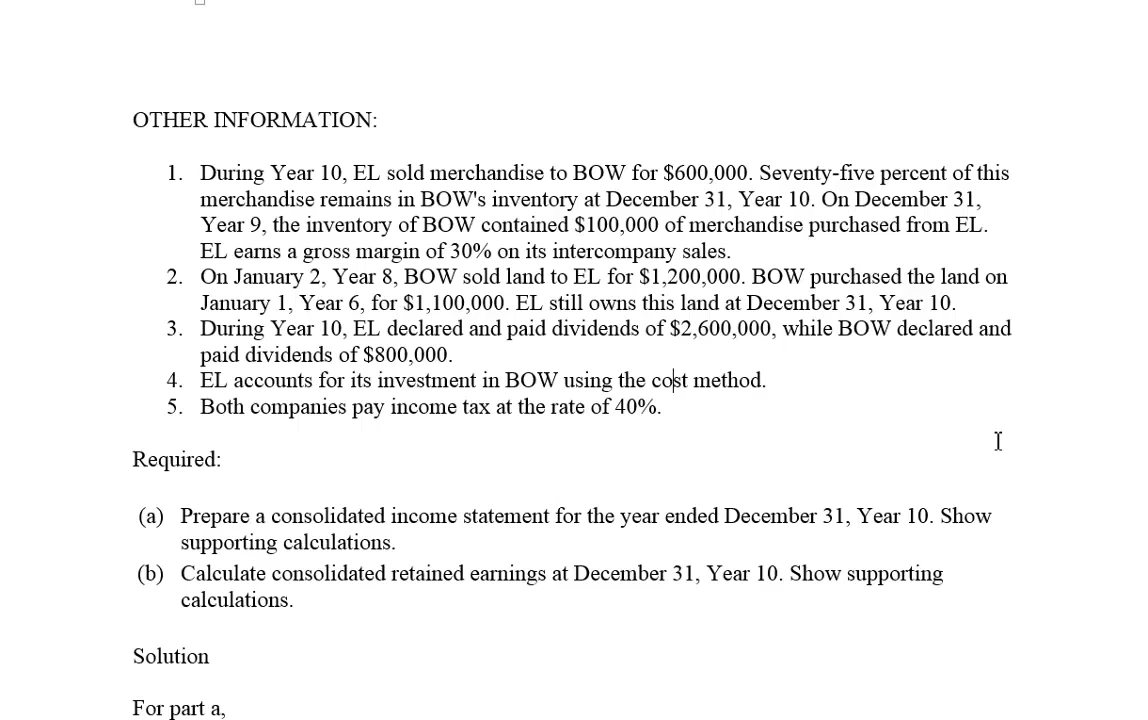 OTHER INFORMATION:
1. During Year 10, EL sold merchandise to BOW for $600,000. Seventy-five percent of this
merchandise remains in BOW's inventory at December 31, Year 10. On December 31,
Year 9, the inventory of BOW contained $100,000 of merchandise purchased from EL.
EL earns a gross margin of 30% on its intercompany sales.
2. On January 2, Year 8, BOW sold land to EL for $1,200,000. BOW purchased the land on
January 1, Year 6, for $1,100,000. EL still owns this land at December 31, Year 10.
3. During Year 10, EL declared and paid dividends of $2,600,000, while BOW declared and
paid dividends of $800,000.
4. EL accounts for its investment in BOW using the cost method.
5. Both companies pay income tax at the rate of 40%.
Required:
(a) Prepare a consolidated income statement for the year ended December 31, Year 10. Show
supporting calculations.
(b) Calculate consolidated retained earnings at December 31, Year 10. Show supporting
calculations.
Solution
For part a,